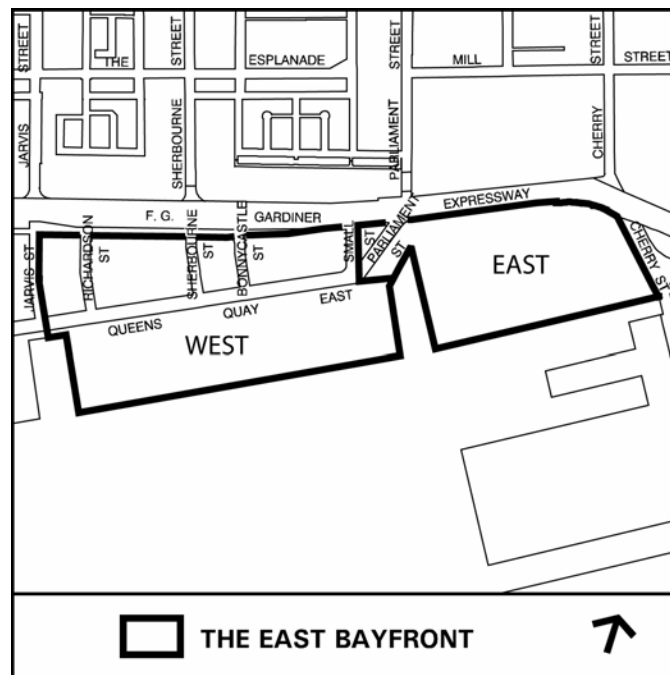 STREET
STREET
STREET
STREET
THE
ESPLANADE
MILL
STREET
JARVIS
SHERBOURNE
PARLIAMENT
CHERRY
F. G.
GARDINER
EXPRESSWAY
JARVIS ST
RICHARDSON
ST
SHERBOURNE
ST
BONNYCASTLE
ST
SMALL
ST
PARLIAMENT
ST
CHERRY ST
EAST
QUEENS
QUAY
EAST
WEST
THE EAST BAYFRONT